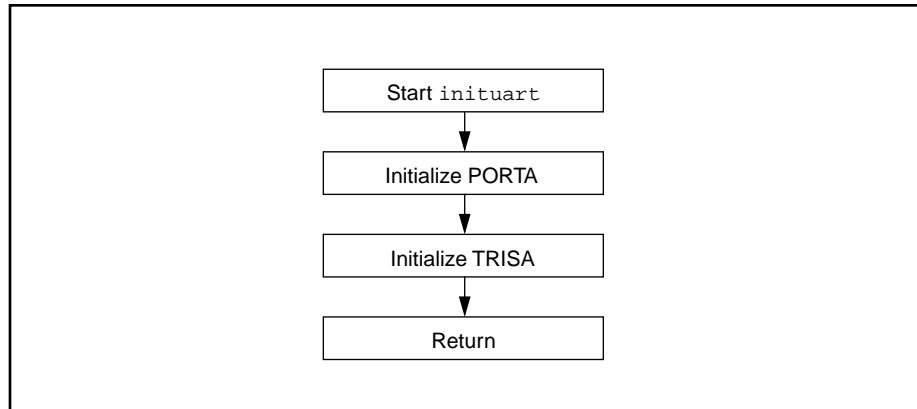 Start inituart
Initialize PORTA
Initialize TRISA
Return